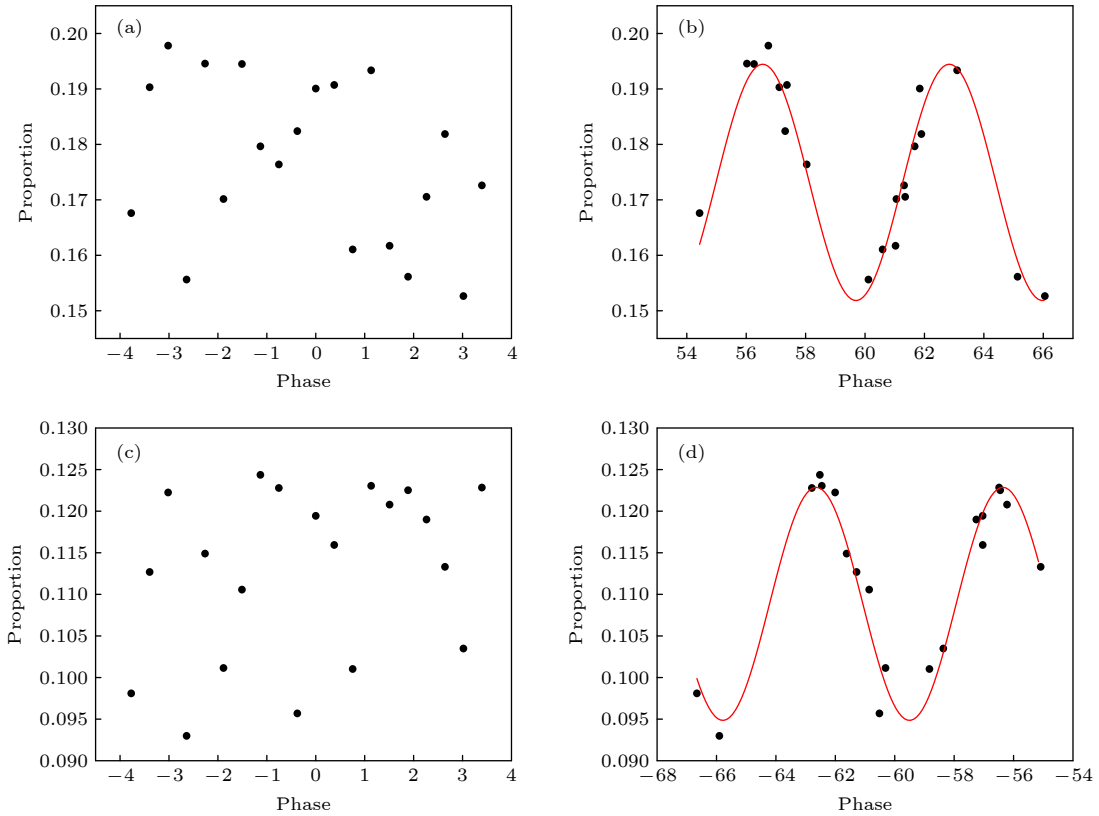 (a)
0.20
0.19
0.18
0.17
0.16
0.15
Proportion
−4 −3 −2 −1 0 1 2 3 4
Phase
(b)
0.20
0.19
0.18
0.17
0.16
0.15
Proportion
54 56 58 60 62 64 66
Phase
(c)
0.130
0.125
0.120
0.115
0.110
0.105
0.100
0.095
0.090
Proportion
−4 −3 −2 −1 0 1 2 3 4
Phase
(d)
0.130
0.125
0.120
0.115
0.110
0.105
0.100
0.095
0.090
Proportion
−68 −66 −64 −62 −60 −58 −56 −54
Phase